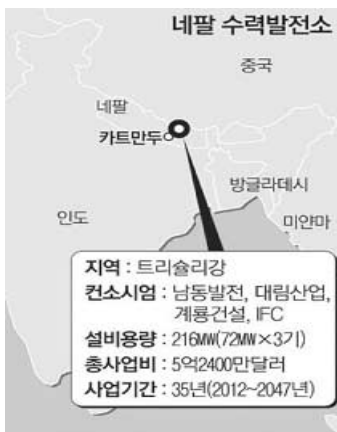 네팔 수력발전소
중국
네팔
카트만두
방글라데시
인도
미얀마
지역 : 트리슐리강
컨소시엄 : 남동발전, 대림산업,
계룡건설, IFC
설비용량 : 216MW(72MW×3기)
총사업비 : 5억2400만달러
사업기간 : 35년(2012~2047년)